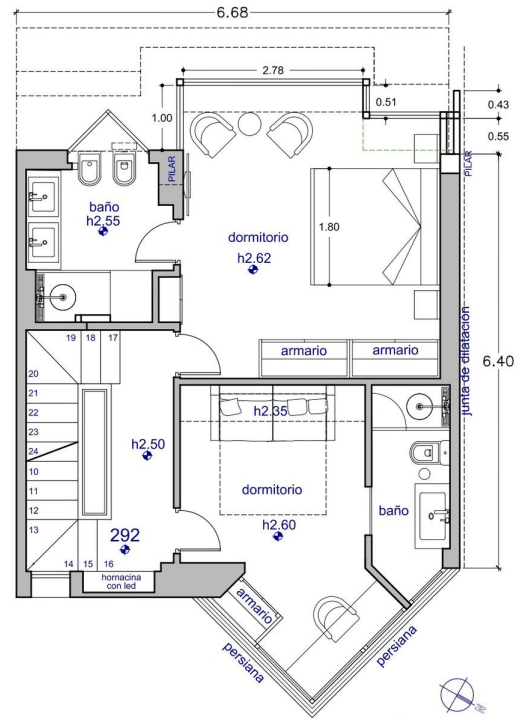 6.68
2.78
0.51
1.00
0.43
0.55
PILAR
PILAR
baño
h2.55
1.80
dormitorio
h2.62
junta de dilatación
6.40
19
18
17
armario
armario
20
21
22
23
24
10
11
12
13
h2.35
h2.50
dormitorio
h2.60
baño
292
14
15
16
hornacina
con led
armario
persiana
persiana
N